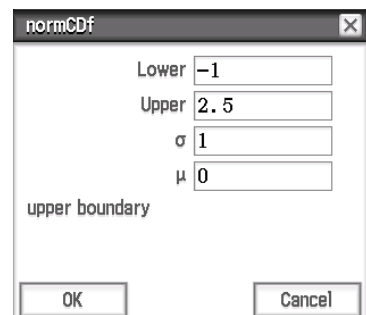 normCDf
Lower -1
Upper 2.5
σ 1
μ 0
upper boundary
OK Cancel